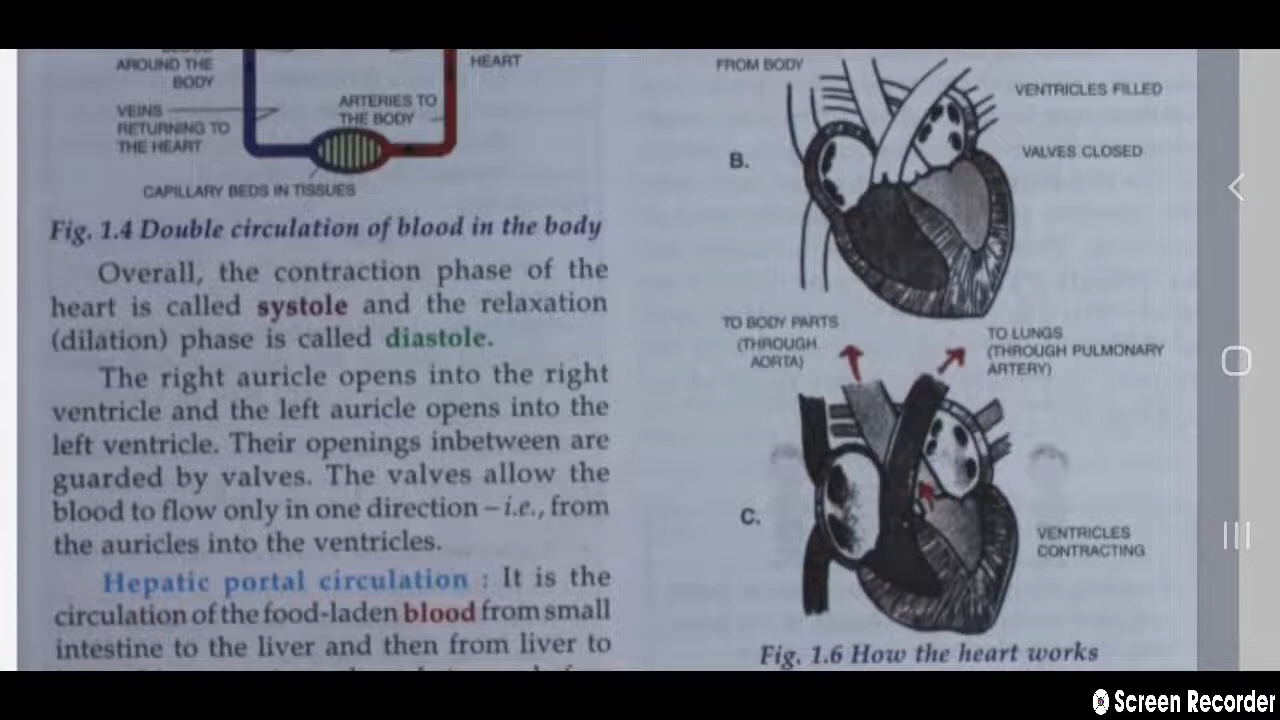 AROUND THE
BODY
HEART
VEINS
RETURNING TO
THE HEART
ARTERIES TO
THE BODY
CAPILLARY BEDS IN TISSUES
Fig. 1.4 Double circulation of blood in the body
Overall, the contraction phase of the
heart is called systole and the relaxation
(dilation) phase is called diastole.
The right auricle opens into the right
ventricle and the left auricle opens into the
left ventricle. Their openings inbetween are
guarded by valves. The valves allow the
blood to flow only in one direction – i.e., from
the auricles into the ventricles.
Hepatic portal circulation : It is the
circulation of the food-laden blood from small
intestine to the liver and then from liver to
FROM BODY
VENTRICLES FILLED
B.
VALVES CLOSED
TO BODY PARTS
(THROUGH
AORTA)
TO LUNGS
(THROUGH PULMONARY
ARTERY)
C.
VENTRICLES
CONTRACTING
Fig. 1.6 How the heart works
Screen Recorder